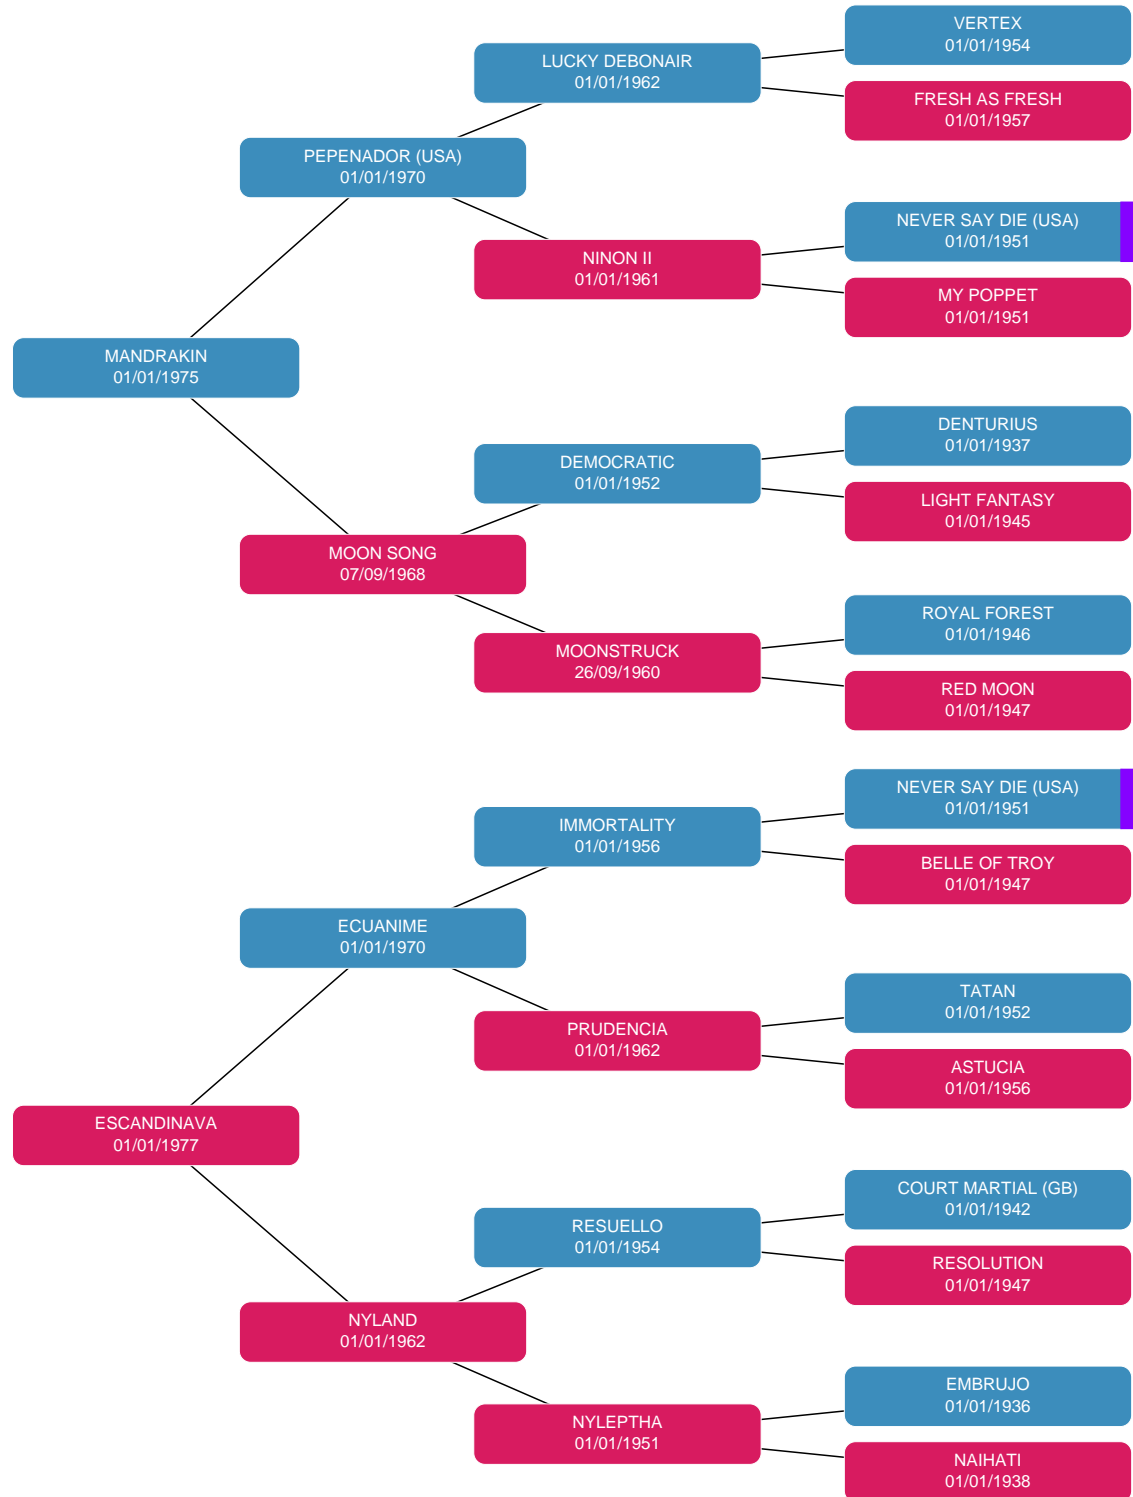 VERTEX
01/01/1954
LUCKY DEBONAIR
01/01/1962
FRESH AS FRESH
01/01/1957
PEPENADOR (USA)
01/01/1970
NEVER SAY DIE (USA)
01/01/1951
NINON II
01/01/1961
MY POPPET
01/01/1951
MANDRAKIN
01/01/1975
DENTURIUS
01/01/1937
DEMOCRATIC
01/01/1952
LIGHT FANTASY
01/01/1945
MOON SONG
07/09/1968
ROYAL FOREST
01/01/1946
MOONSTRUCK
26/09/1960
RED MOON
01/01/1947
NEVER SAY DIE (USA)
01/01/1951
IMMORTALITY
01/01/1956
BELLE OF TROY
01/01/1947
ECUANIME
01/01/1970
TATAN
01/01/1952
PRUDENCIA
01/01/1962
ASTUCIA
01/01/1956
ESCANDINAVA
01/01/1977
COURT MARTIAL (GB)
01/01/1942
RESUELLO
01/01/1954
RESOLUTION
01/01/1947
NYLAND
01/01/1962
EMBRUJO
01/01/1936
NYLEPTHA
01/01/1951
NAIHATI
01/01/1938